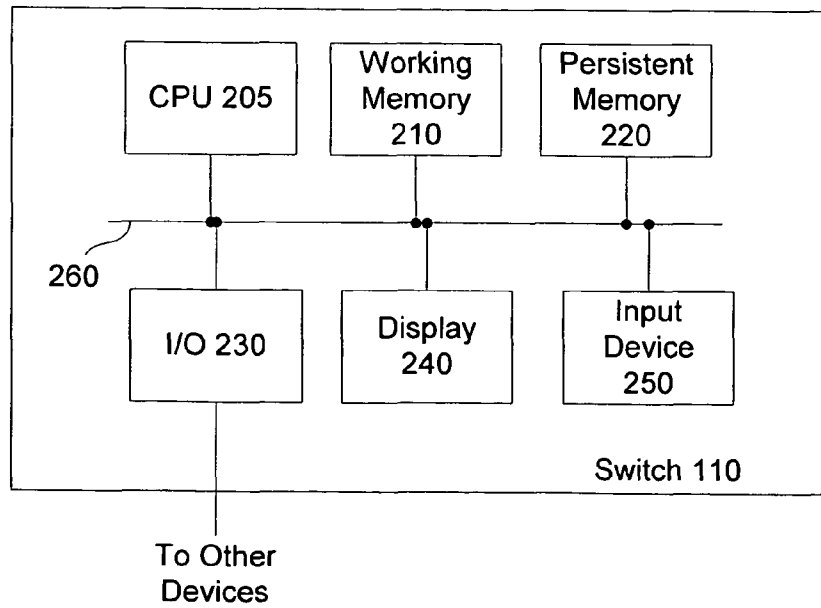 CPU 205
Working
Memory
210
Persistent
Memory
220
260
I/O 230
Display
240
Input
Device
250
Switch 110
To Other
Devices